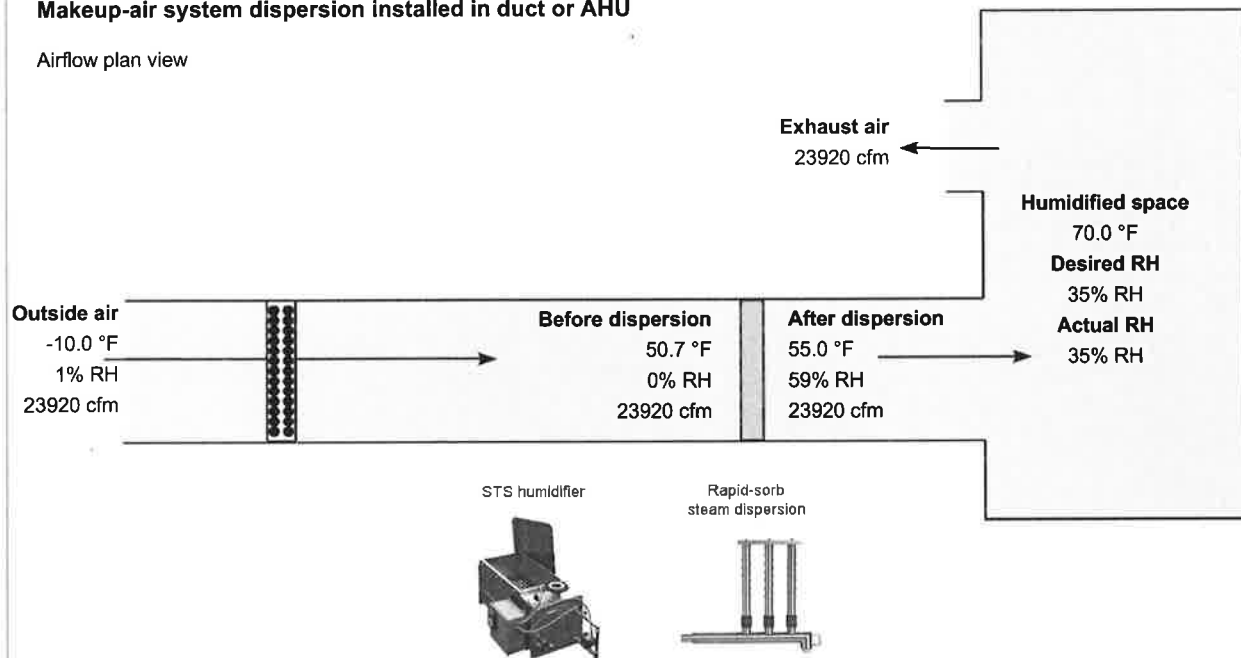 Makeup-air system dispersion installed in duct or AHU
Airflow plan view
Exhaust air
23920 cfm
Humidified space
70.0 °F
Desired RH
35% RH
Actual RH
35% RH
Outside air
-10.0 °F
1% RH
23920 cfm
Before dispersion
50.7 °F
0% RH
23920 cfm
After dispersion
55.0 °F
59% RH
23920 cfm
STS humidifier
Rapid-sorb
steam dispersion